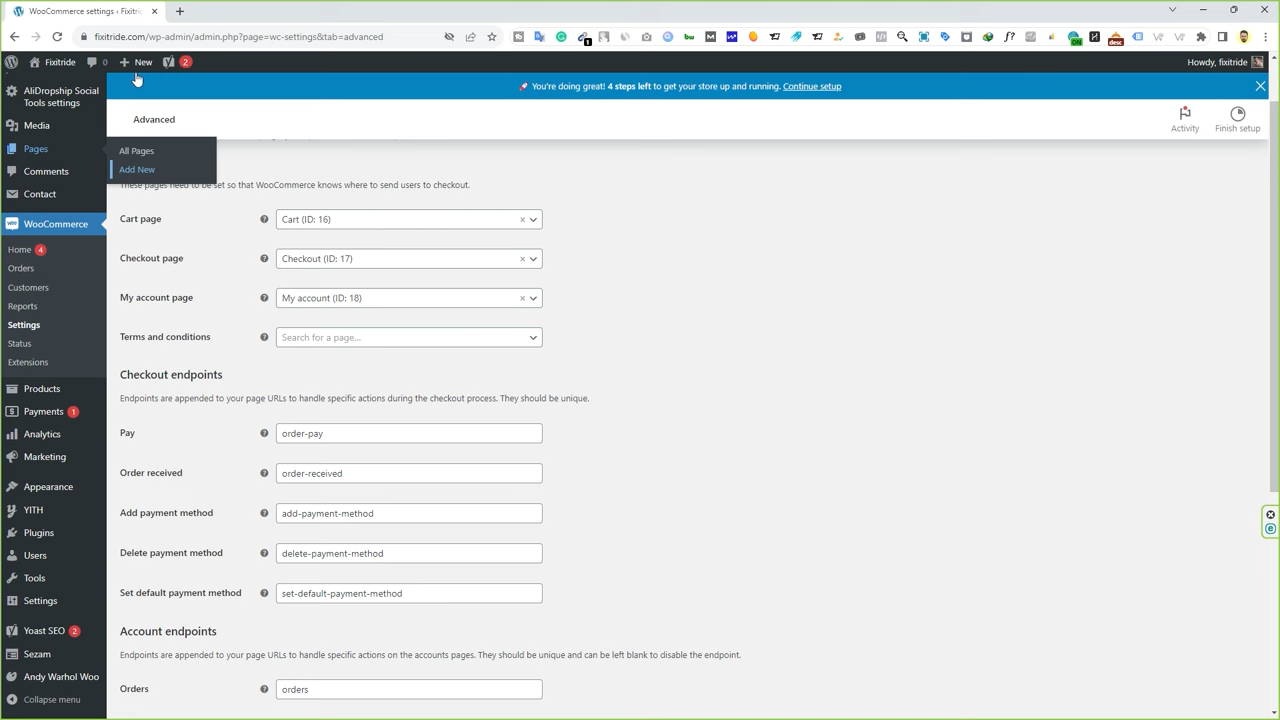 WooCommerce settings ‹ Fixitrid
fixitride.com/wp-admin/admin.php?page=wc-settings&tab=advanced
Fixitride
0
New
2
Howdy, fixitride
AliDropship Social
Tools settings
Media
Pages
Comments
Contact
WooCommerce
Home 4
Orders
Customers
Reports
Settings
Status
Extensions
Products
Payments 1
Analytics
Marketing
Appearance
YITH
Plugins
Users
Tools
Settings
Yoast SEO 2
Sezam
Andy Warhol Woo
Collapse menu
All Pages
Add New
You're doing great! 4 steps left to get your store up and running. Continue setup
Advanced
Activity
Finish setup
These pages need to be set so that WooCommerce knows where to send users to checkout.
Cart page
Cart (ID: 16)
Checkout page
Checkout (ID: 17)
My account page
My account (ID: 18)
Terms and conditions
Search for a page...
Checkout endpoints
Endpoints are appended to your page URLs to handle specific actions during the checkout process. They should be unique.
Pay
order-pay
Order received
order-received
Add payment method
add-payment-method
Delete payment method
delete-payment-method
Set default payment method
set-default-payment-method
Account endpoints
Endpoints are appended to your page URLs to handle specific actions on the accounts pages. They should be unique and can be left blank to disable the endpoint.
Orders
orders